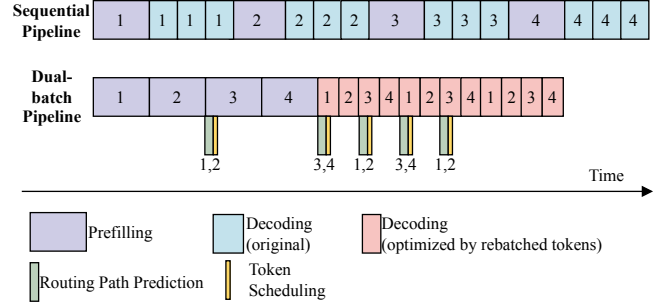 Sequential
Pipeline
1 1 1 1 2 2 2 2 3 3 3 3 4 4 4 4
Dual-
batch
Pipeline
1 2 3 4 1 2 3 4 1 2 3 4 1 2 3 4
1,2 3,4 1,2 3,4 1,2
Time
Prefilling
Decoding
(original)
Decoding
(optimized by rebatched tokens)
Routing Path Prediction
Token
Scheduling